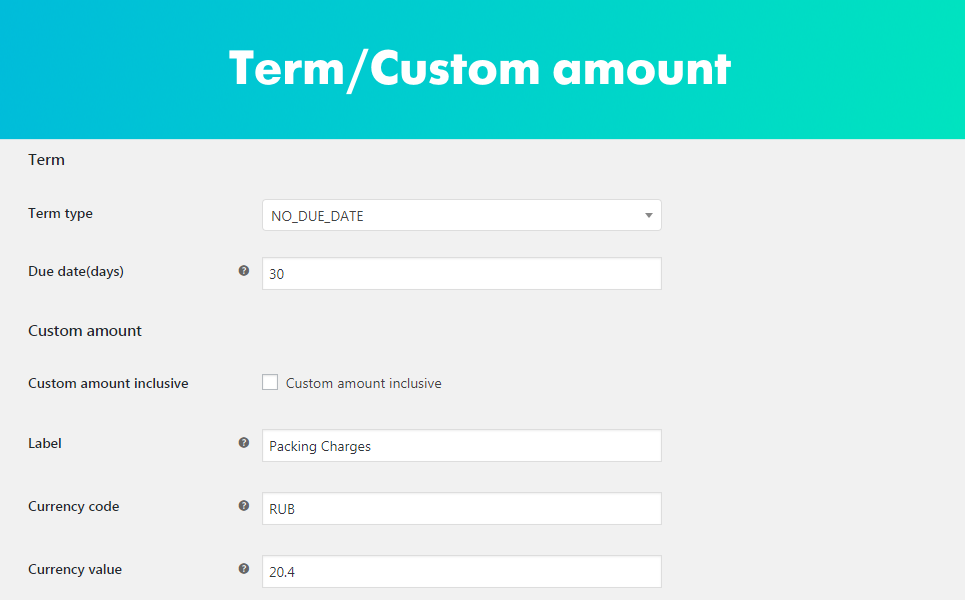 Term/Custom amount
Term
Term type NO_DUE_DATE
Due date(days) ? 30
Custom amount
Custom amount inclusive Custom amount inclusive
Label ? Packing Charges
Currency code ? RUB
Currency value ? 20.4